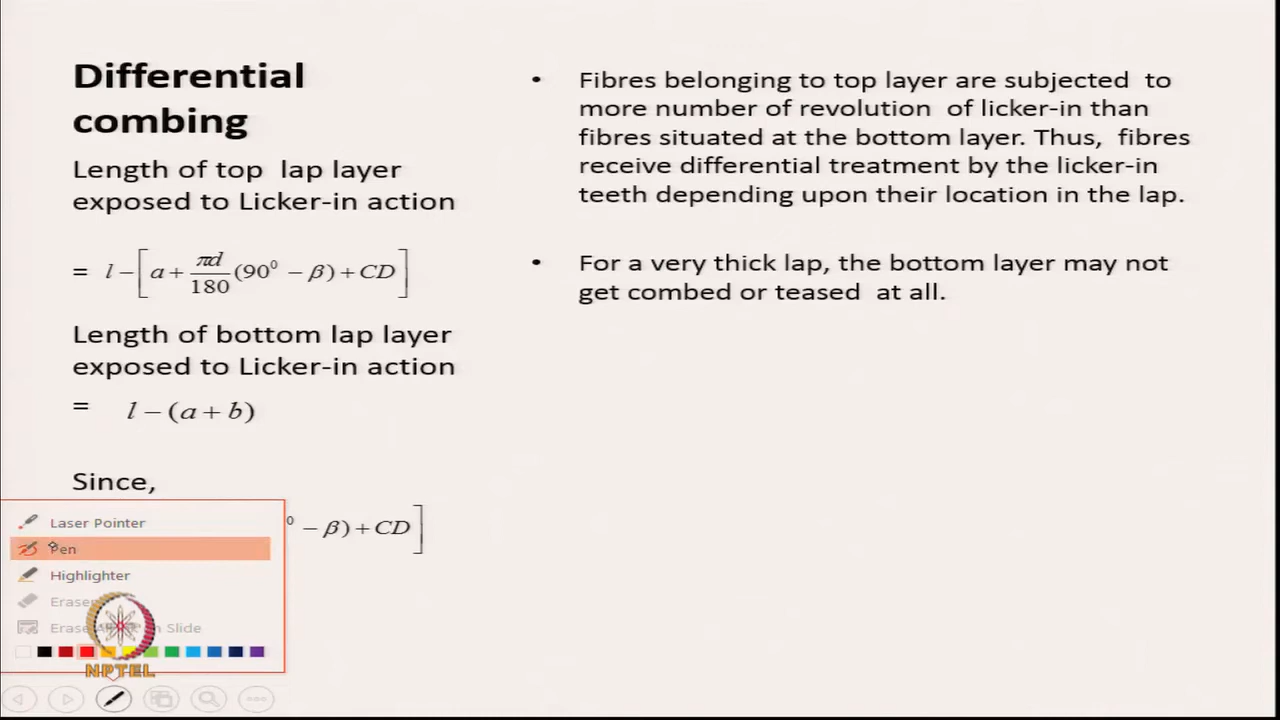 Differential
combing
Length of top lap layer
exposed to Licker-in action
= l − [ a + πd/180 (90⁰ − β) + CD ]
Length of bottom lap layer
exposed to Licker-in action
= l − (a + b)
Since,
⁰ − β) + CD ]
• Fibres belonging to top layer are subjected to
more number of revolution of licker-in than
fibres situated at the bottom layer. Thus, fibres
receive differential treatment by the licker-in
teeth depending upon their location in the lap.
• For a very thick lap, the bottom layer may not
get combed or teased at all.
Laser Pointer
Pen
Highlighter
Slide
NPTEL